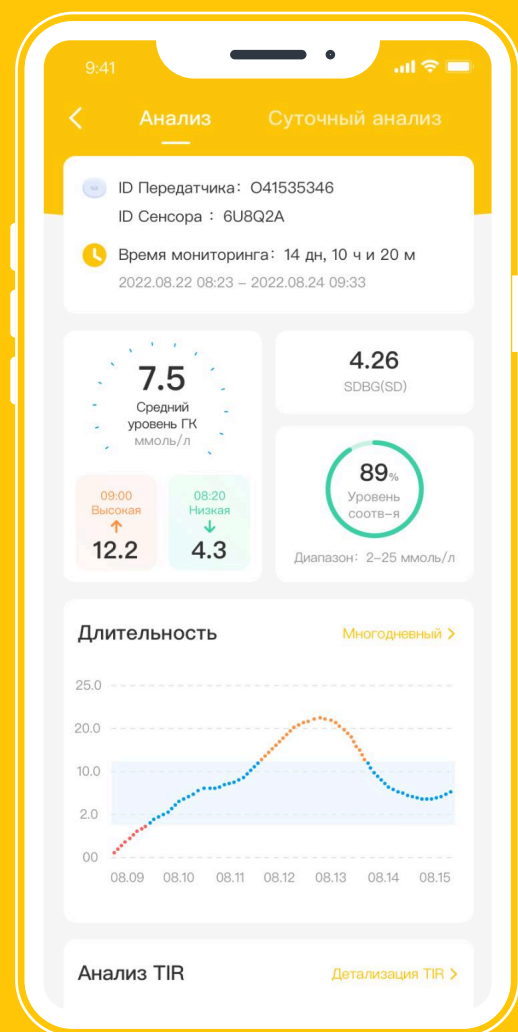 9:41
Анализ
Суточный анализ
ID Передатчика: O41535346
ID Сенсора : 6U8Q2A
Время мониторинга: 14 дн, 10 ч и 20 м
2022.08.22 08:23 – 2022.08.24 09:33
7.5
Средний
уровень ГК
ммоль/л
09:00
Высокая
12.2
08:20
Низкая
4.3
4.26
SDBG(SD)
89%
Уровень
соотв–я
Диапазон: 2–25 ммоль/л
Длительность
Многодневный
25.0
20.0
10.0
2.0
00
08.09 08.10 08.11 08.12 08.13 08.14 08.15
Анализ TIR
Детализация TIR